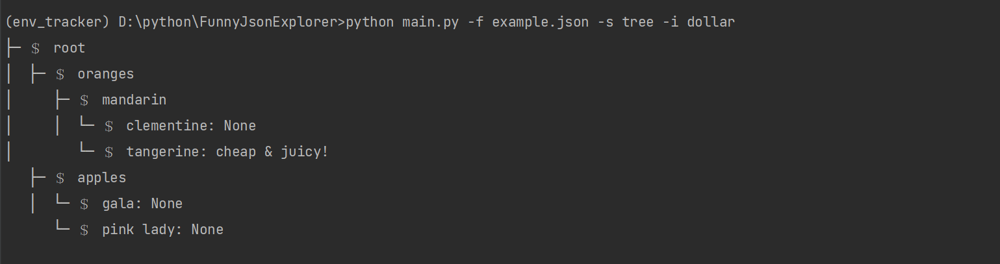 (env_tracker) D:\python\FunnyJsonExplorer>python main.py -f example.json -s tree -i dollar
├─ $ root
│  ├─ $ oranges
│     ├─ $ mandarin
│     │  └─ $ clementine: None
│        └─ $ tangerine: cheap & juicy!
   ├─ $ apples
   │  └─ $ gala: None
      └─ $ pink lady: None